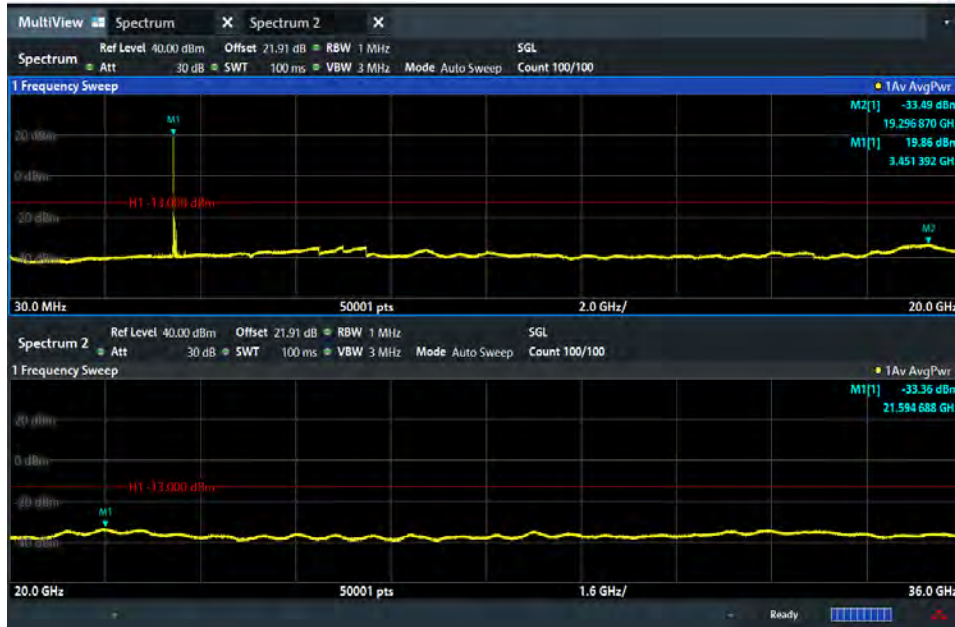 MultiView Spectrum X Spectrum 2 X
Ref Level 40.00 dBm Offset 21.91 dB RBW 1 MHz SGL
Spectrum Att 30 dB SWT 100 ms VBW 3 MHz Mode Auto Sweep Count 100/100
1 Frequency Sweep 1Av AvgPwr
M2[1] -33.49 dBm
19.296 870 GH
M1[1] 19.86 dBm
3.451 392 GH
M1
20 dBm
0 dBm
H1 -13.000 dBm
-20 dBm
M2
-40 dBm
30.0 MHz 50001 pts 2.0 GHz/ 20.0 GHz
Ref Level 40.00 dBm Offset 21.91 dB RBW 1 MHz SGL
Spectrum 2 Att 30 dB SWT 100 ms VBW 3 MHz Mode Auto Sweep Count 100/100
1 Frequency Sweep 1Av AvgPwr
M1[1] -33.36 dBm
21.594 688 GH
20 dBm
0 dBm
H1 -13.000 dBm
-20 dBm
M1
-40 dBm
20.0 GHz 50001 pts 1.6 GHz/ 36.0 GHz
Ready